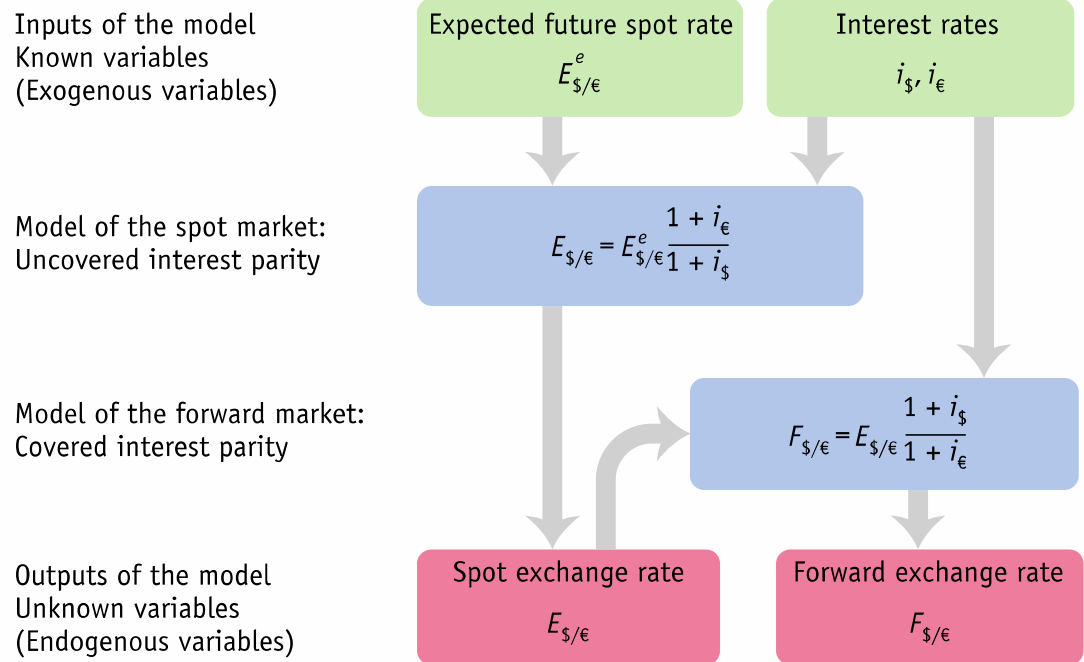 Inputs of the model
Known variables
(Exogenous variables)
Expected future spot rate
E^e_$/€
Interest rates
i_$, i_€
Model of the spot market:
Uncovered interest parity
E_$/€ = E^e_$/€ (1 + i_€)/(1 + i_$)
Model of the forward market:
Covered interest parity
F_$/€ = E_$/€ (1 + i_$)/(1 + i_€)
Outputs of the model
Unknown variables
(Endogenous variables)
Spot exchange rate
E_$/€
Forward exchange rate
F_$/€